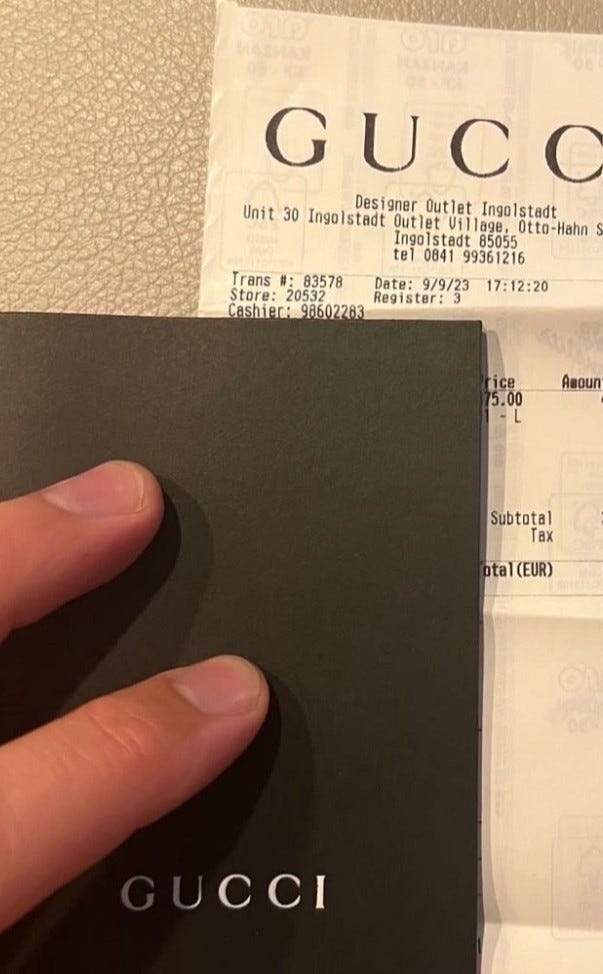 GUCC
Designer Outlet Ingolstadt
Unit 30 Ingolstadt Outlet Village, Otto-Hahn S
Ingolstadt 85055
tel 0841 99361216
Trans #: 83578 Date: 9/9/23 17:12:20
Store: 20532 Register: 3
Cashier: 98602283
rice Amoun
75.00
- L
Subtotal
Tax
otal(EUR)
GUCCI